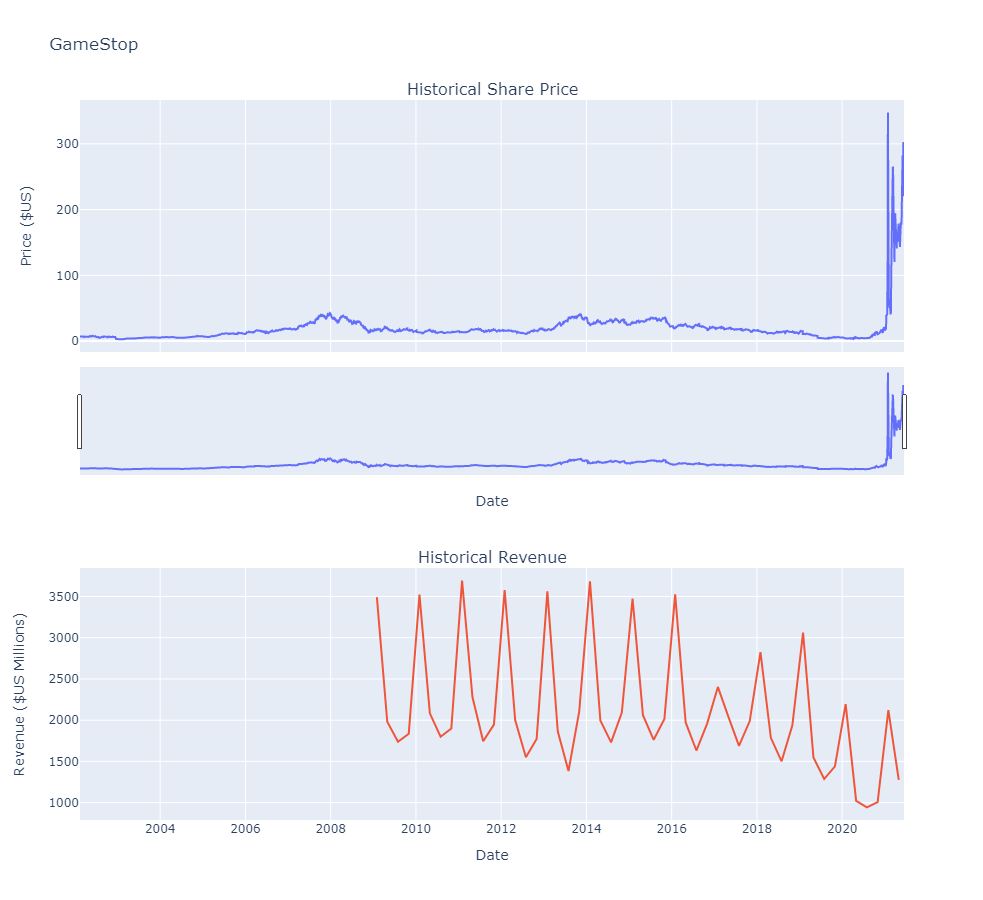 GameStop
Historical Share Price
300
200
100
0
Price ($US)
Date
Historical Revenue
3500
3000
2500
2000
1500
1000
Revenue ($US Millions)
2004 2006 2008 2010 2012 2014 2016 2018 2020
Date